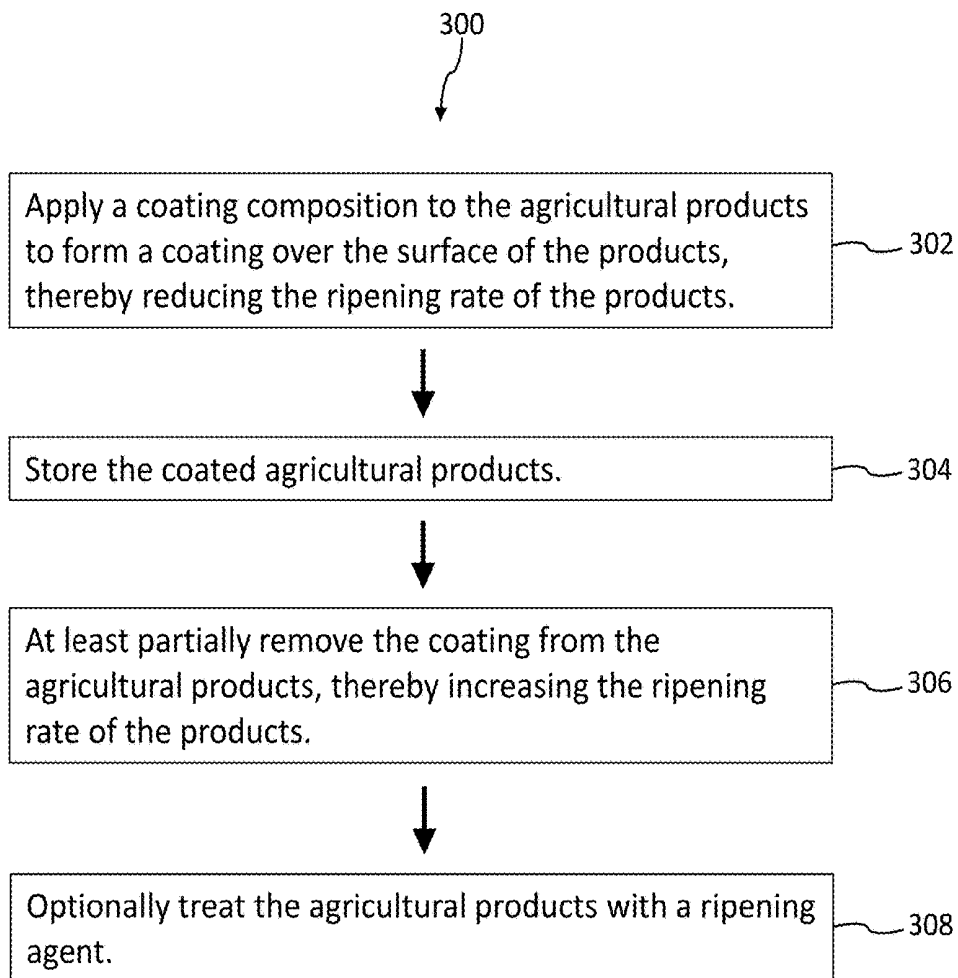 300
Apply a coating composition to the agricultural products
to form a coating over the surface of the products,
thereby reducing the ripening rate of the products.
302
Store the coated agricultural products.
304
At least partially remove the coating from the
agricultural products, thereby increasing the ripening
rate of the products.
306
Optionally treat the agricultural products with a ripening
agent.
308